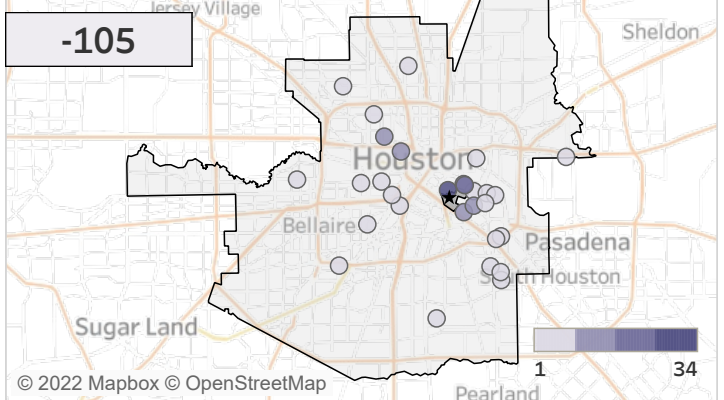 Jersey Village
-105
Sheldon
Houston
Bellaire
Pasadena
South Houston
Sugar Land
1
34
© 2022 Mapbox © OpenStreetMap
Pearland